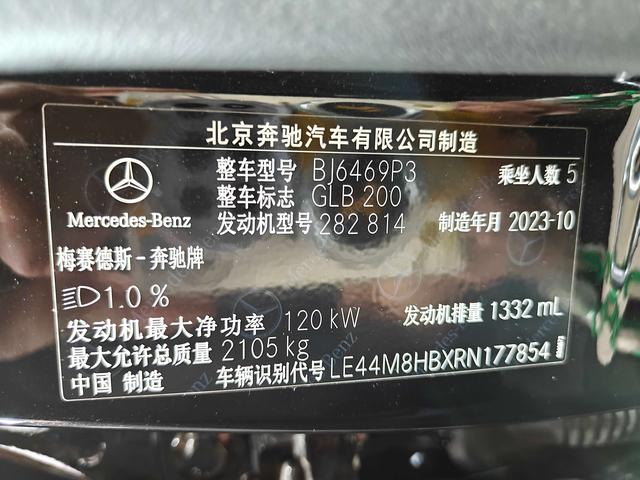 北京奔驰汽车有限公司制造
整车型号 BJ6469P3 乘坐人数 5
整车标志 GLB 200
发动机型号 282 814 制造年月 2023-10
Mercedes-Benz
梅赛德斯-奔驰牌
1.0 %
发动机最大净功率 120 kW 发动机排量 1332 mL
最大允许总质量 2105 kg
中国 制造 车辆识别代号 LE44M8HBXRN177854